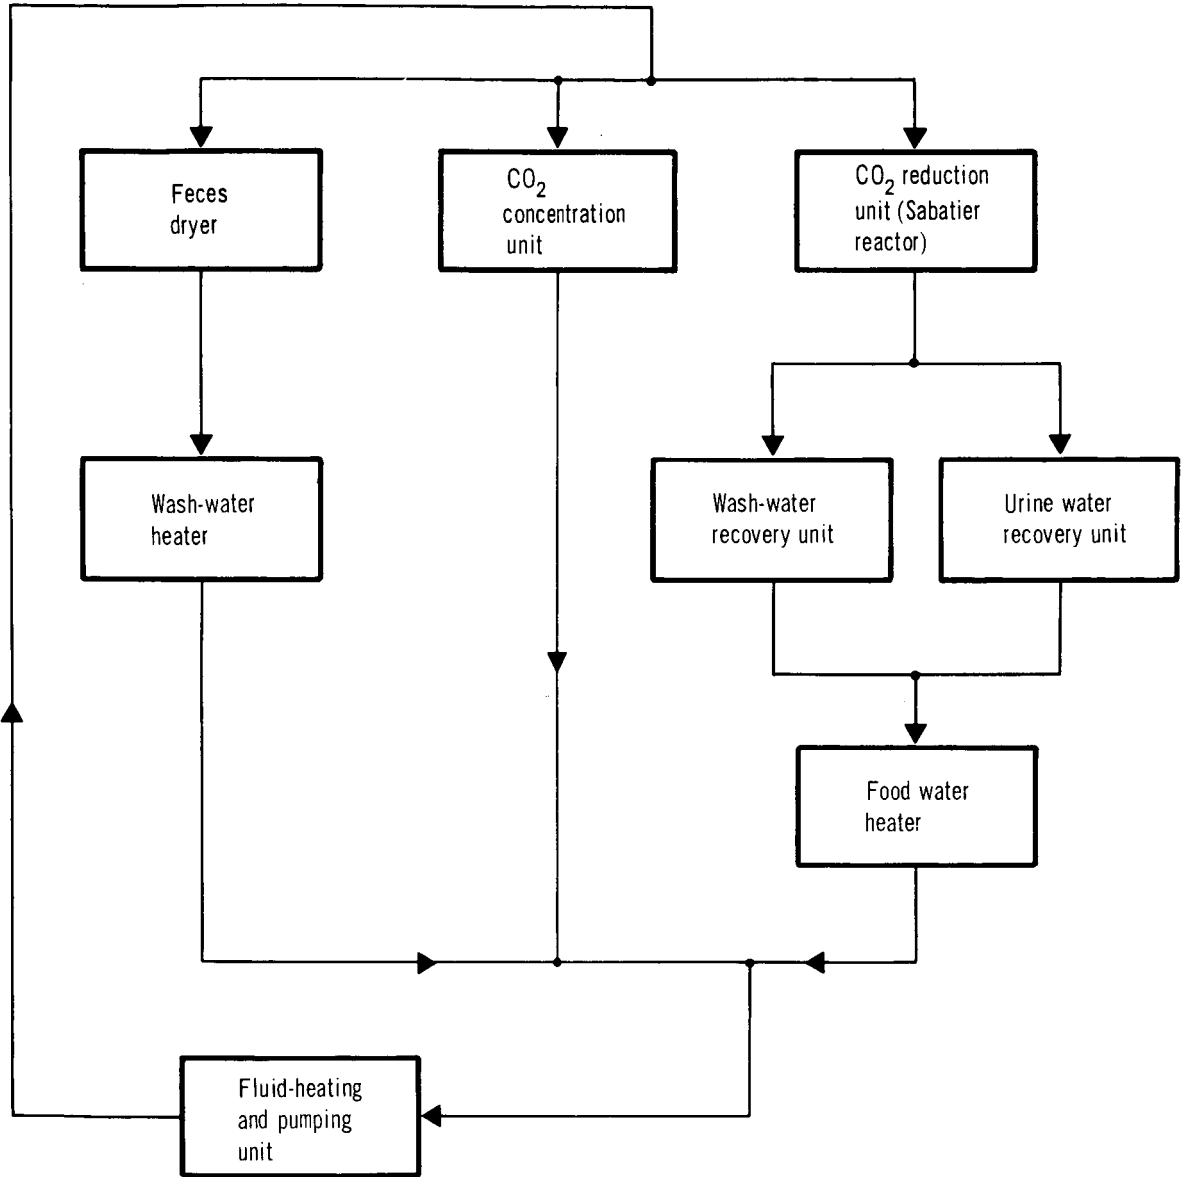 Feces
dryer
CO2
concentration
unit
CO2 reduction
unit (Sabatier
reactor)
Wash-water
heater
Wash-water
recovery unit
Urine water
recovery unit
Food water
heater
Fluid-heating
and pumping
unit